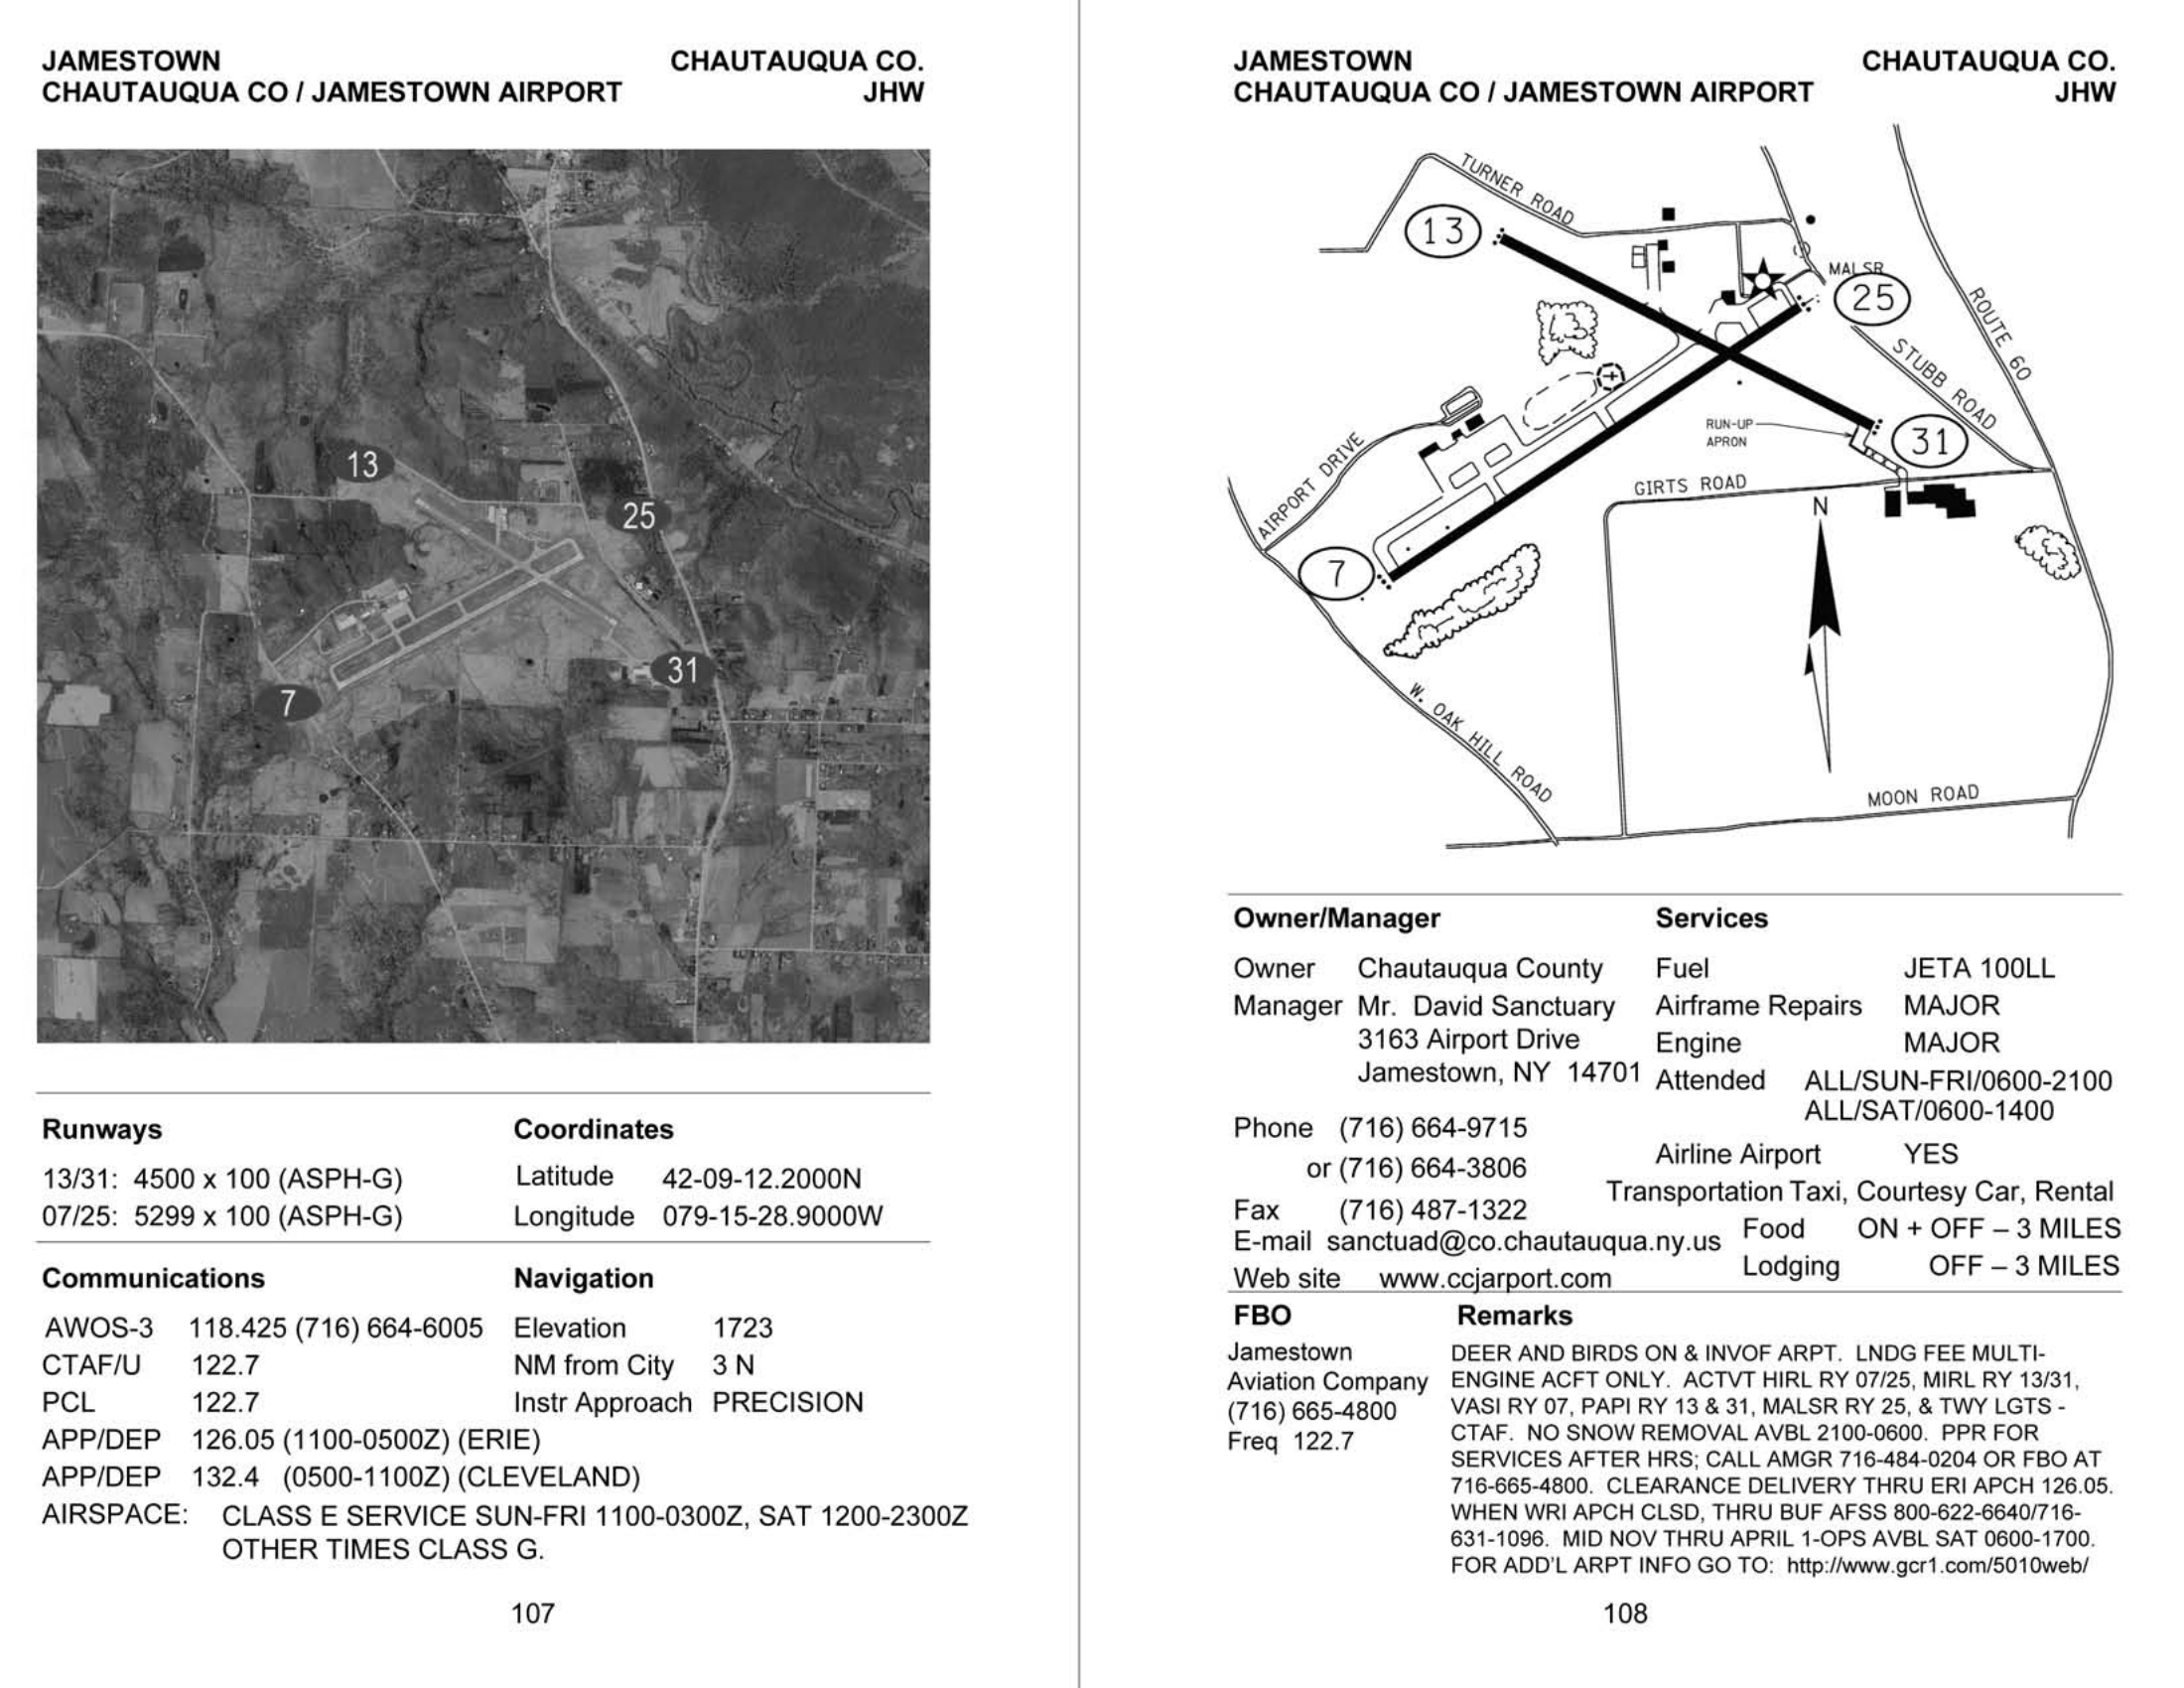 JAMESTOWN CHAUTAUQUA CO.
CHAUTAUQUA CO / JAMESTOWN AIRPORT JHW
13
25
31
7
Runways
13/31: 4500 x 100 (ASPH-G)
07/25: 5299 x 100 (ASPH-G)
Coordinates
Latitude 42-09-12.2000N
Longitude 079-15-28.9000W
Communications
AWOS-3 118.425 (716) 664-6005
CTAF/U 122.7
PCL 122.7
APP/DEP 126.05 (1100-0500Z) (ERIE)
APP/DEP 132.4 (0500-1100Z) (CLEVELAND)
AIRSPACE: CLASS E SERVICE SUN-FRI 1100-0300Z, SAT 1200-2300Z
OTHER TIMES CLASS G.
Navigation
Elevation 1723
NM from City 3 N
Instr Approach PRECISION
107
JAMESTOWN CHAUTAUQUA CO.
CHAUTAUQUA CO / JAMESTOWN AIRPORT JHW
TURNER ROAD
13
MALSR
25
ROUTE 60
STUBB ROAD
RUN-UP
APRON
31
AIRPORT DRIVE
GIRTS ROAD
N
7
W. OAK HILL ROAD
MOON ROAD
Owner/Manager
Owner Chautauqua County
Manager Mr. David Sanctuary
3163 Airport Drive
Jamestown, NY 14701
Phone (716) 664-9715
or (716) 664-3806
Fax (716) 487-1322
E-mail sanctuad@co.chautauqua.ny.us
Web site www.ccjarport.com
Services
Fuel JETA 100LL
Airframe Repairs MAJOR
Engine MAJOR
Attended ALL/SUN-FRI/0600-2100
ALL/SAT/0600-1400
Airline Airport YES
Transportation Taxi, Courtesy Car, Rental
Food ON + OFF – 3 MILES
Lodging OFF – 3 MILES
FBO
Jamestown
Aviation Company
(716) 665-4800
Freq 122.7
Remarks
DEER AND BIRDS ON & INVOF ARPT. LNDG FEE MULTI-
ENGINE ACFT ONLY. ACTVT HIRL RY 07/25, MIRL RY 13/31,
VASI RY 07, PAPI RY 13 & 31, MALSR RY 25, & TWY LGTS -
CTAF. NO SNOW REMOVAL AVBL 2100-0600. PPR FOR
SERVICES AFTER HRS; CALL AMGR 716-484-0204 OR FBO AT
716-665-4800. CLEARANCE DELIVERY THRU ERI APCH 126.05.
WHEN WRI APCH CLSD, THRU BUF AFSS 800-622-6640/716-
631-1096. MID NOV THRU APRIL 1-OPS AVBL SAT 0600-1700.
FOR ADD'L ARPT INFO GO TO: http://www.gcr1.com/5010web/
108